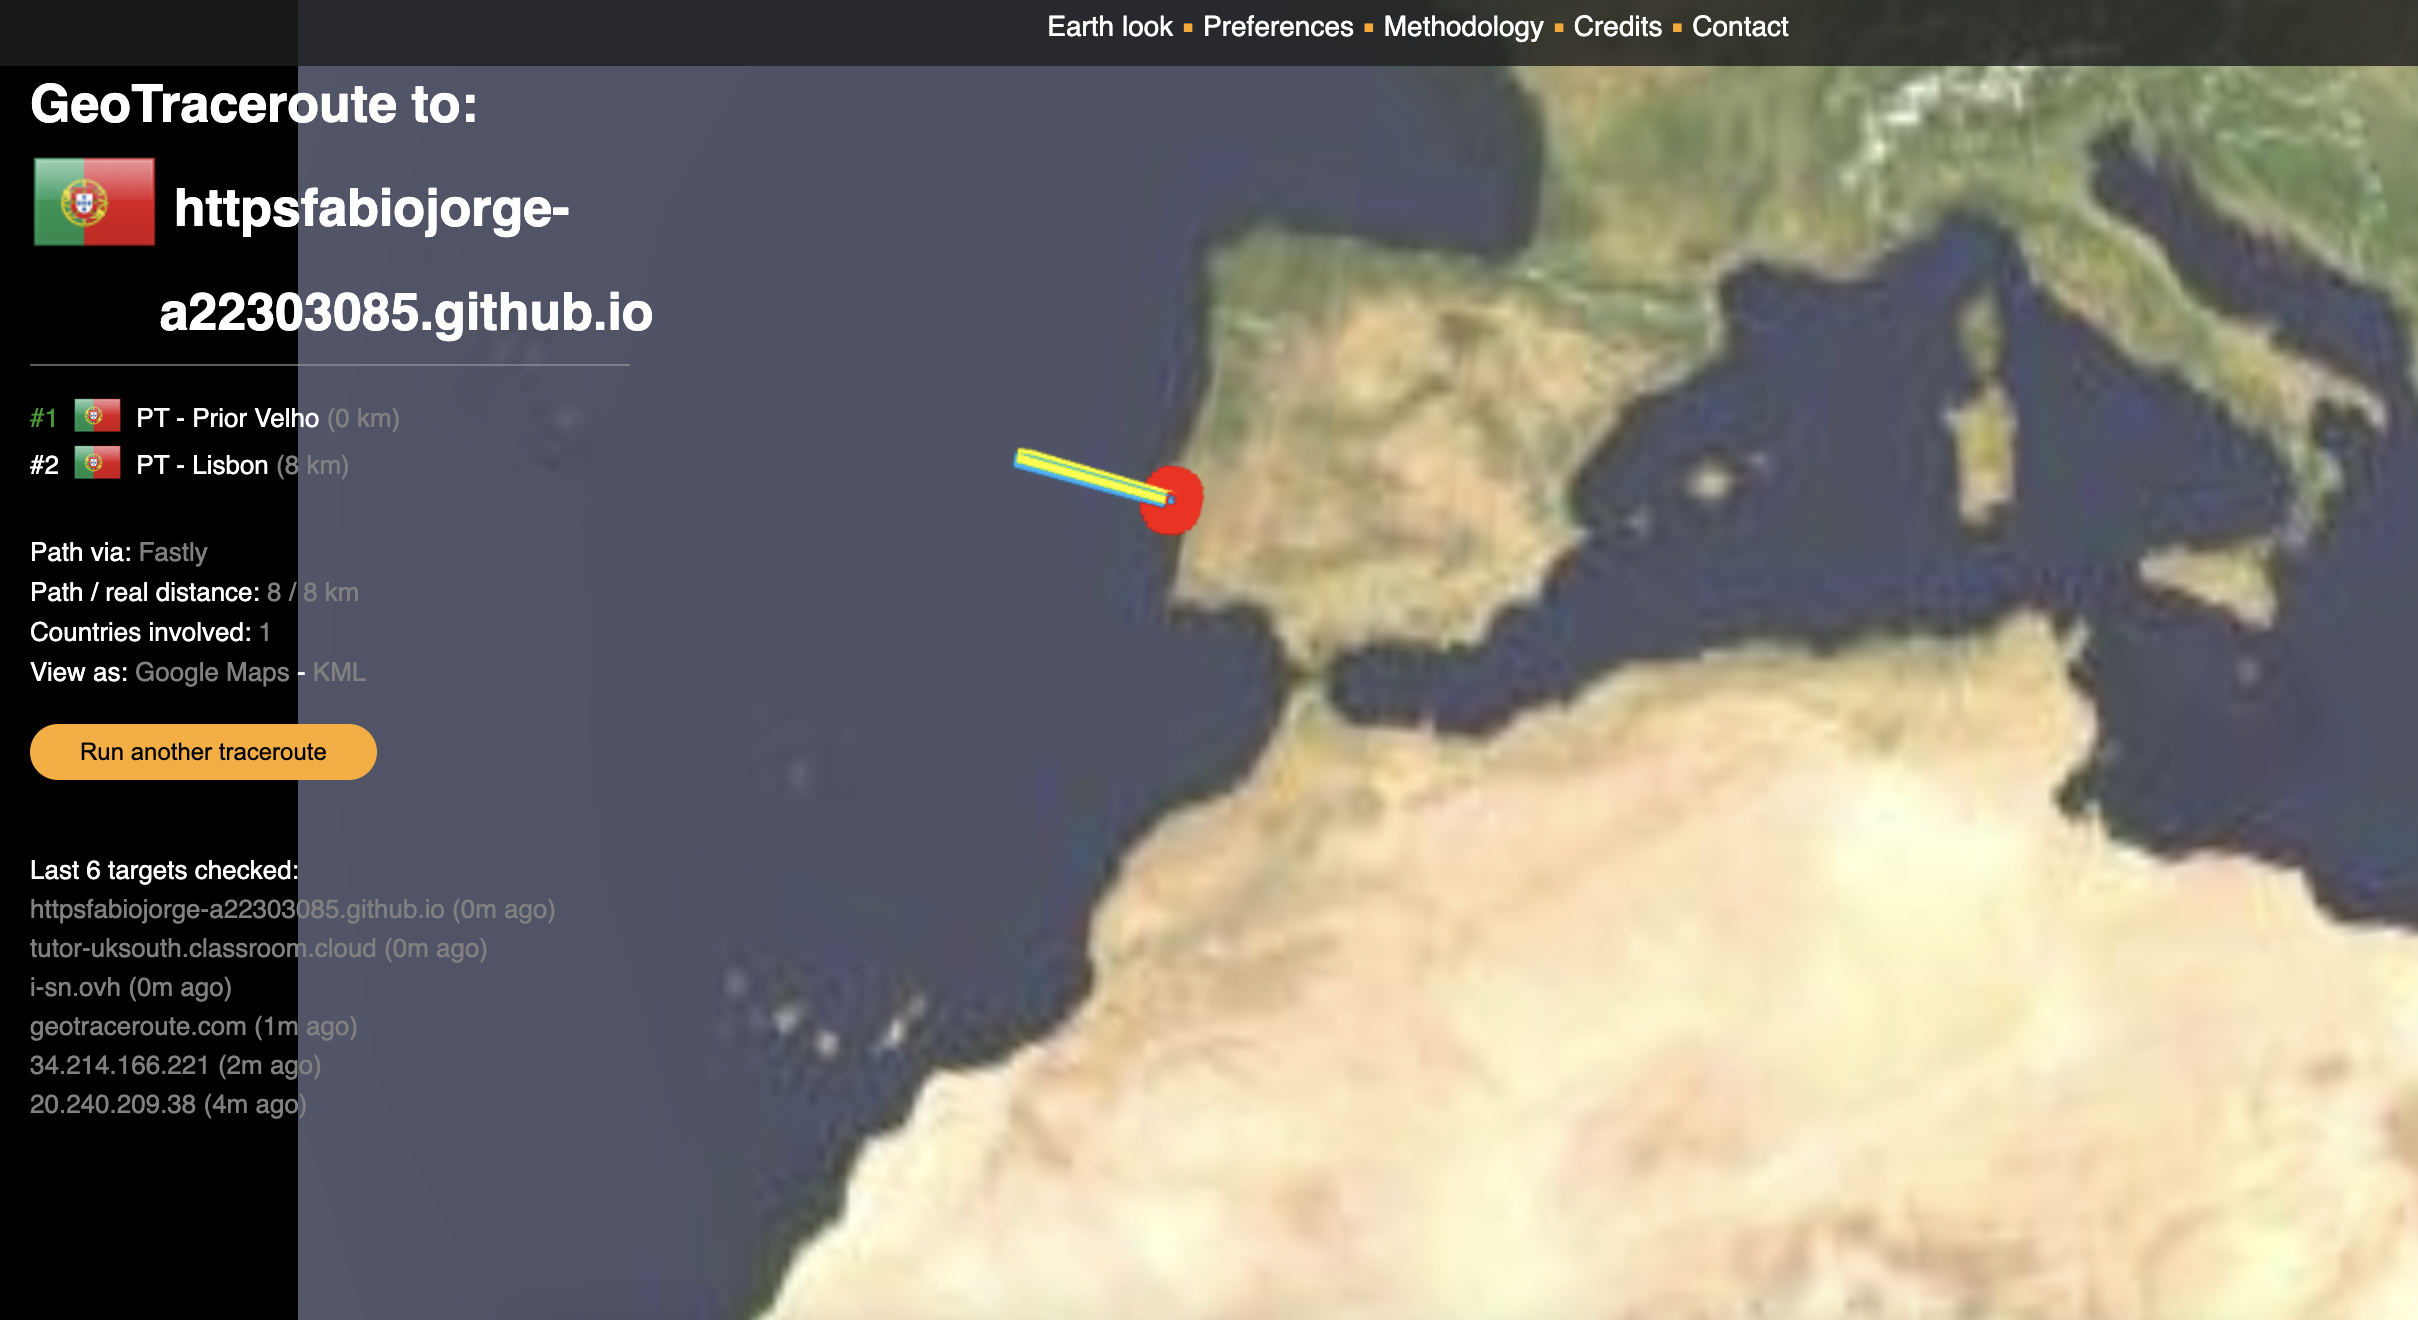 Earth look ▪ Preferences ▪ Methodology ▪ Credits ▪ Contact
GeoTraceroute to:
httpsfabiojorge-
a22303085.github.io
#1 PT - Prior Velho (0 km)
#2 PT - Lisbon (8 km)
Path via: Fastly
Path / real distance: 8 / 8 km
Countries involved: 1
View as: Google Maps - KML
Run another traceroute
Last 6 targets checked:
httpsfabiojorge-a22303085.github.io (0m ago)
tutor-uksouth.classroom.cloud (0m ago)
i-sn.ovh (0m ago)
geotraceroute.com (1m ago)
34.214.166.221 (2m ago)
20.240.209.38 (4m ago)